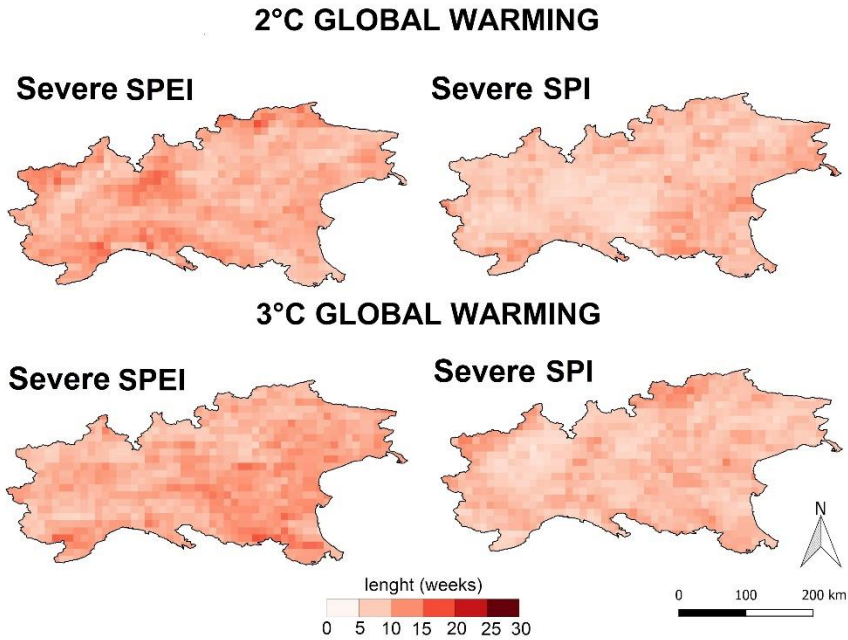 2°C GLOBAL WARMING
Severe SPEI
Severe SPI
3°C GLOBAL WARMING
Severe SPEI
Severe SPI
N
lenght (weeks)
0 5 10 15 20 25 30
0 100 200 km